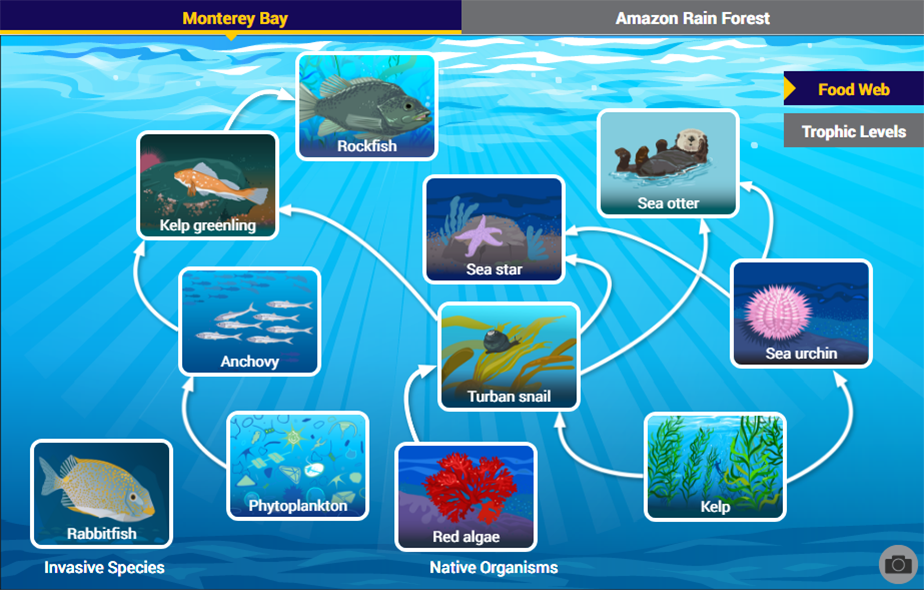 Monterey Bay
Amazon Rain Forest
Food Web
Trophic Levels
Rockfish
Sea otter
Kelp greenling
Sea star
Anchovy
Sea urchin
Turban snail
Phytoplankton
Kelp
Rabbitfish
Red algae
Invasive Species
Native Organisms